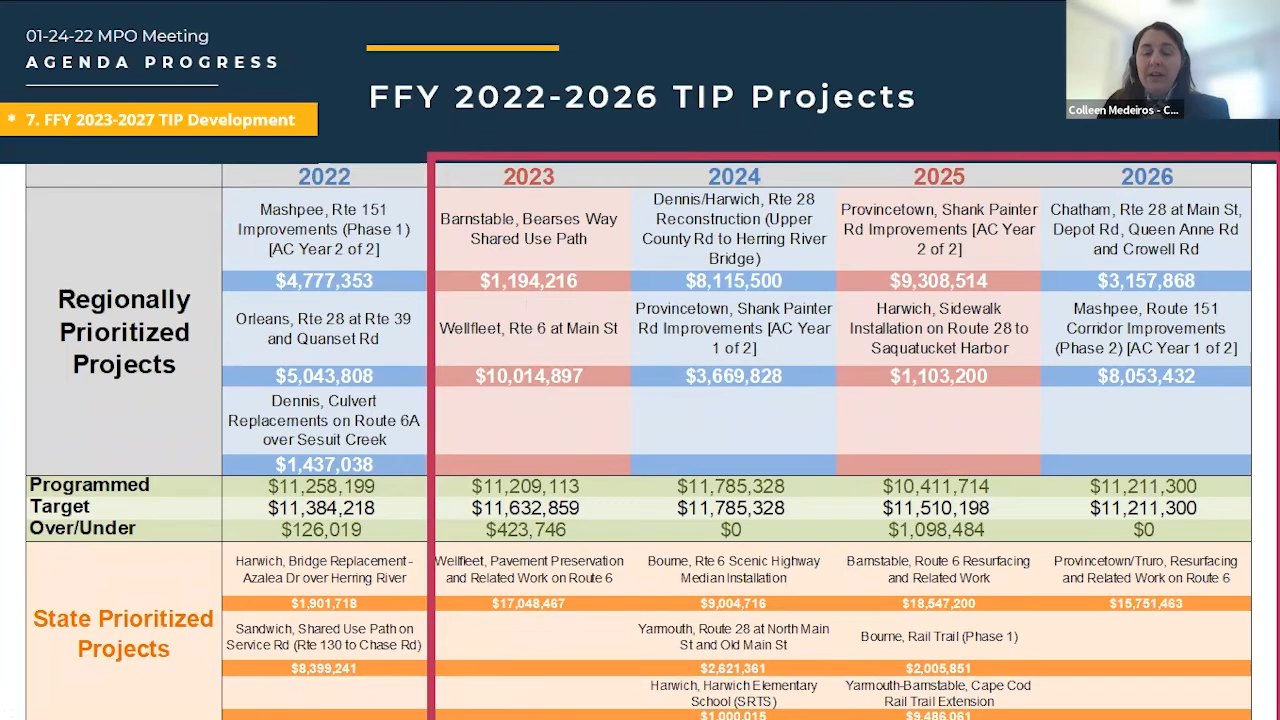 01-24-22 MPO Meeting
AGENDA PROGRESS
* 7. FFY 2023-2027 TIP Development
FFY 2022-2026 TIP Projects
Colleen Medeiros - C...
2022 2023 2024 2025 2026
Regionally
Prioritized
Projects
Mashpee, Rte 151
Improvements (Phase 1)
[AC Year 2 of 2]
Barnstable, Bearses Way
Shared Use Path
Dennis/Harwich, Rte 28
Reconstruction (Upper
County Rd to Herring River
Bridge)
Provincetown, Shank Painter
Rd Improvements [AC Year
2 of 2]
Chatham, Rte 28 at Main St,
Depot Rd, Queen Anne Rd
and Crowell Rd
$4,777,353 $1,194,216 $8,115,500 $9,308,514 $3,157,868
Orleans, Rte 28 at Rte 39
and Quanset Rd
Wellfleet, Rte 6 at Main St
Provincetown, Shank Painter
Rd Improvements [AC Year
1 of 2]
Harwich, Sidewalk
Installation on Route 28 to
Saquatucket Harbor
Mashpee, Route 151
Corridor Improvements
(Phase 2) [AC Year 1 of 2]
$5,043,808 $10,014,897 $3,669,828 $1,103,200 $8,053,432
Dennis, Culvert
Replacements on Route 6A
over Sesuit Creek
$1,437,038
Programmed $11,258,199 $11,209,113 $11,785,328 $10,411,714 $11,211,300
Target $11,384,218 $11,632,859 $11,785,328 $11,510,198 $11,211,300
Over/Under $126,019 $423,746 $0 $1,098,484 $0
State Prioritized
Projects
Harwich, Bridge Replacement-
Azalea Dr over Herring River
Wellfleet, Pavement Preservation
and Related Work on Route 6
Bourne, Rte 6 Scenic Highway
Median Installation
Barnstable, Route 6 Resurfacing
and Related Work
Provincetown/Truro, Resurfacing
and Related Work on Route 6
$1,901,718 $17,048,467 $9,004,716 $18,547,200 $15,751,463
Sandwich, Shared Use Path on
Service Rd (Rte 130 to Chase Rd)
Yarmouth, Route 28 at North Main
St and Old Main St
Bourne, Rail Trail (Phase 1)
$8,399,241 $2,621,361 $2,005,851
Harwich, Harwich Elementary
School (SRTS)
Yarmouth-Barnstable, Cape Cod
Rail Trail Extension
$1,000,015 $9,486,061